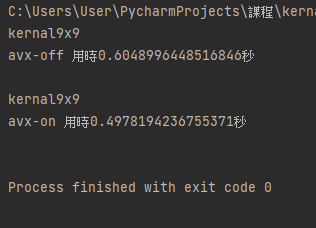 C:\Users\User\PycharmProjects\課程\kerna
kernal9x9
avx-off 用時0.6048996448516846秒
kernal9x9
avx-on 用時0.4978194236755371秒
Process finished with exit code 0